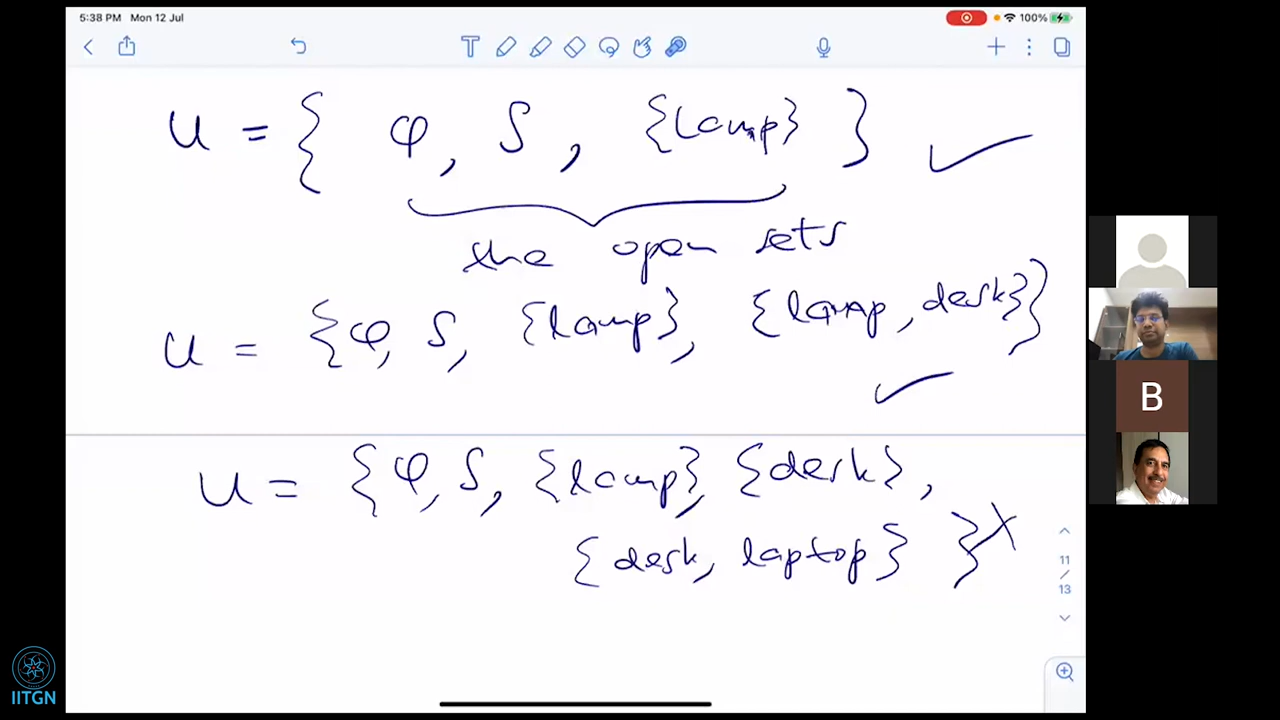 5:38 PM Mon 12 Jul
100%
U = { φ, S, {lamp} } ✓
the open sets
U = {φ, S, {lamp}, {lamp, desk}}
✓
U = {φ, S, {lamp}, {desk},
{desk, laptop} } ✗
B
11
/
13
IITGN